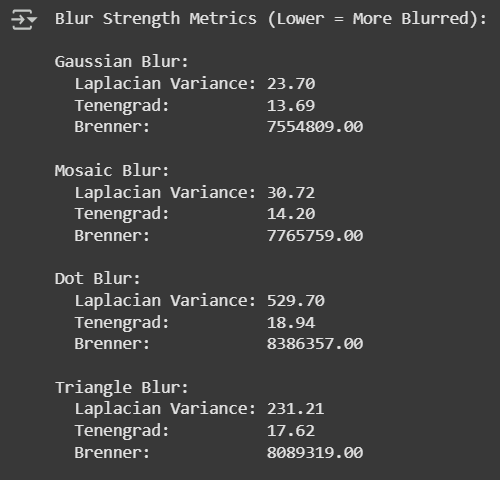 Blur Strength Metrics (Lower = More Blurred):
Gaussian Blur:
Laplacian Variance: 23.70
Tenengrad: 13.69
Brenner: 7554809.00
Mosaic Blur:
Laplacian Variance: 30.72
Tenengrad: 14.20
Brenner: 7765759.00
Dot Blur:
Laplacian Variance: 529.70
Tenengrad: 18.94
Brenner: 8386357.00
Triangle Blur:
Laplacian Variance: 231.21
Tenengrad: 17.62
Brenner: 8089319.00